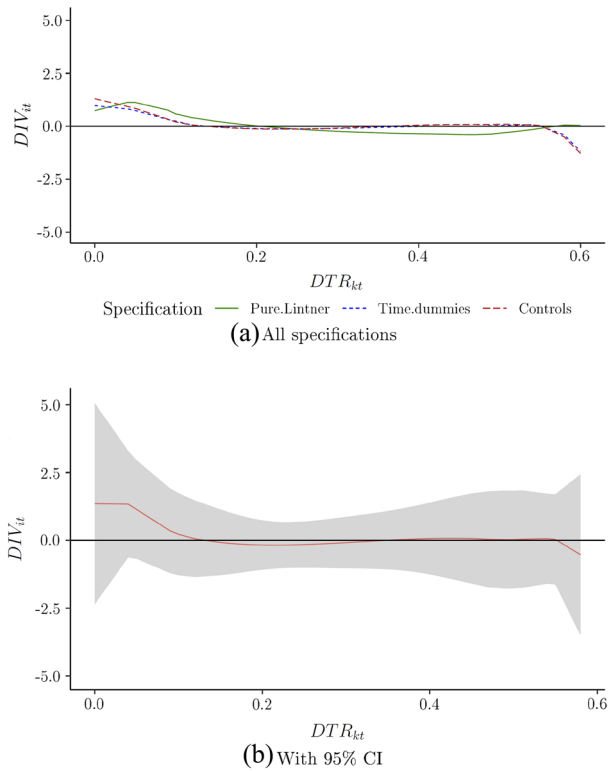 5.0
2.5
0.0
-2.5
-5.0
DIV_it
0.0 0.2 0.4 0.6
DTR_kt
Specification Pure.Lintner Time.dummies Controls
(a) All specifications
5.0
2.5
0.0
-2.5
-5.0
DIV_it
0.0 0.2 0.4 0.6
DTR_kt
(b) With 95% CI